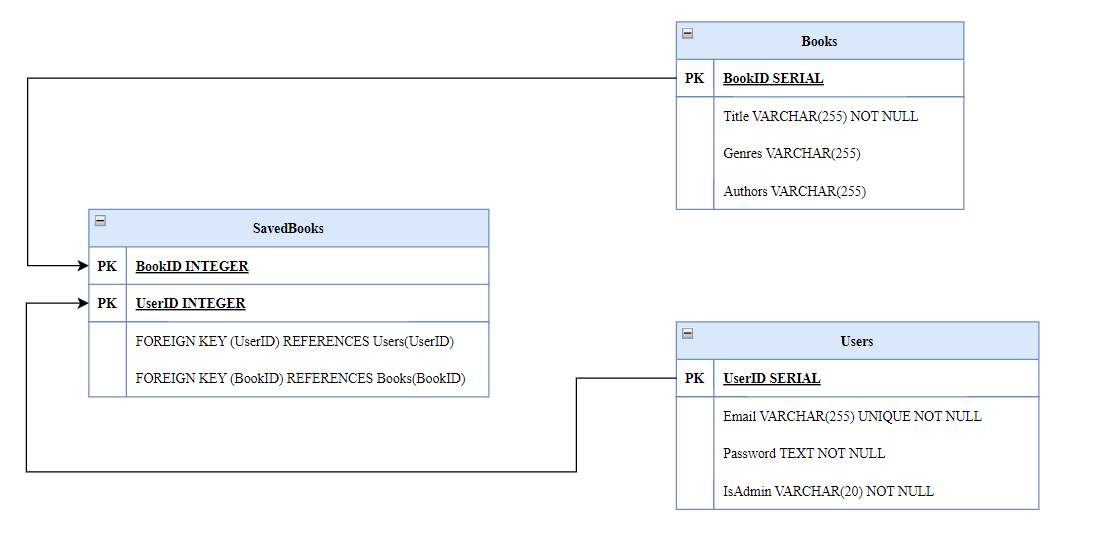 Books
PK BookID SERIAL
Title VARCHAR(255) NOT NULL
Genres VARCHAR(255)
Authors VARCHAR(255)
SavedBooks
PK BookID INTEGER
PK UserID INTEGER
FOREIGN KEY (UserID) REFERENCES Users(UserID)
FOREIGN KEY (BookID) REFERENCES Books(BookID)
Users
PK UserID SERIAL
Email VARCHAR(255) UNIQUE NOT NULL
Password TEXT NOT NULL
IsAdmin VARCHAR(20) NOT NULL